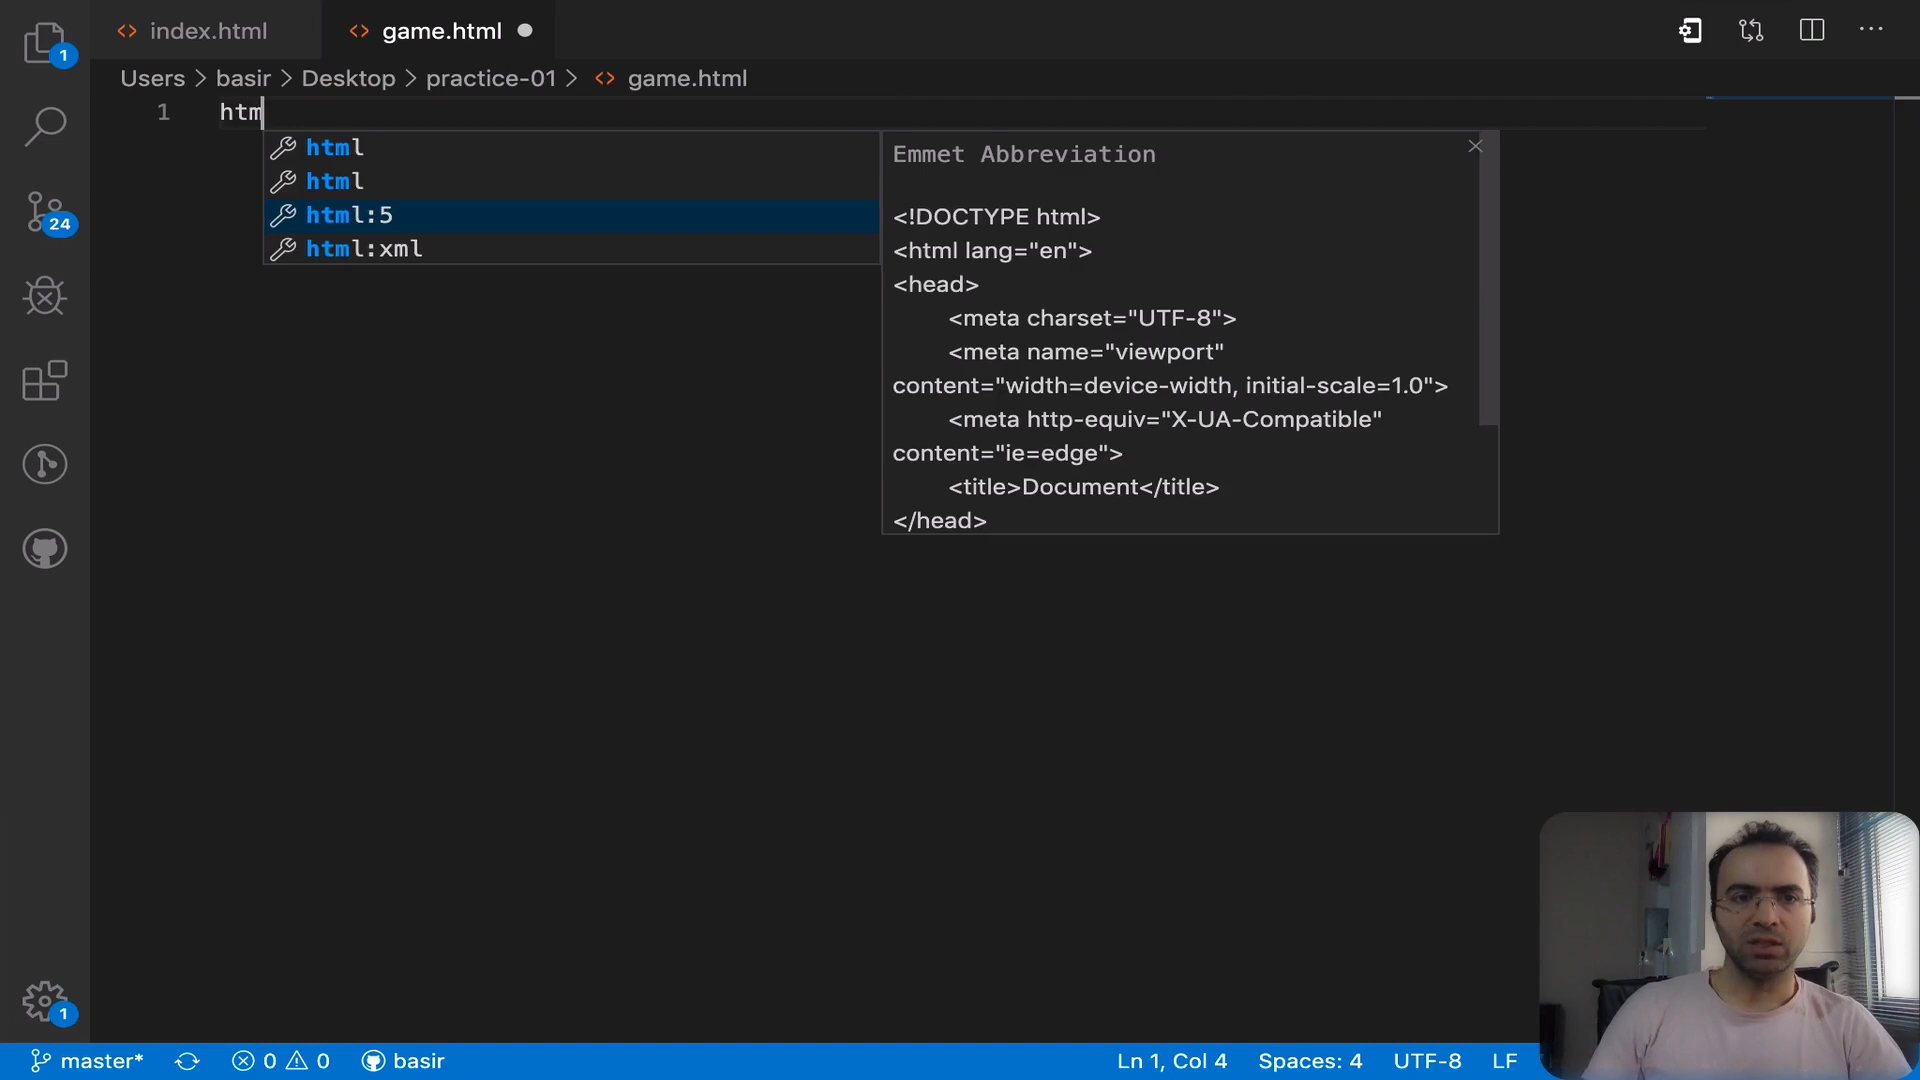 index.html
game.html
1
Users > basir > Desktop > practice-01 > <> game.html
1 htm
html
html
html:5
html:xml
Emmet Abbreviation
<!DOCTYPE html>
<html lang="en">
<head>
<meta charset="UTF-8">
<meta name="viewport"
content="width=device-width, initial-scale=1.0">
<meta http-equiv="X-UA-Compatible"
content="ie=edge">
<title>Document</title>
</head>
24
1
master* 0 0 basir Ln 1, Col 4 Spaces: 4 UTF-8 LF